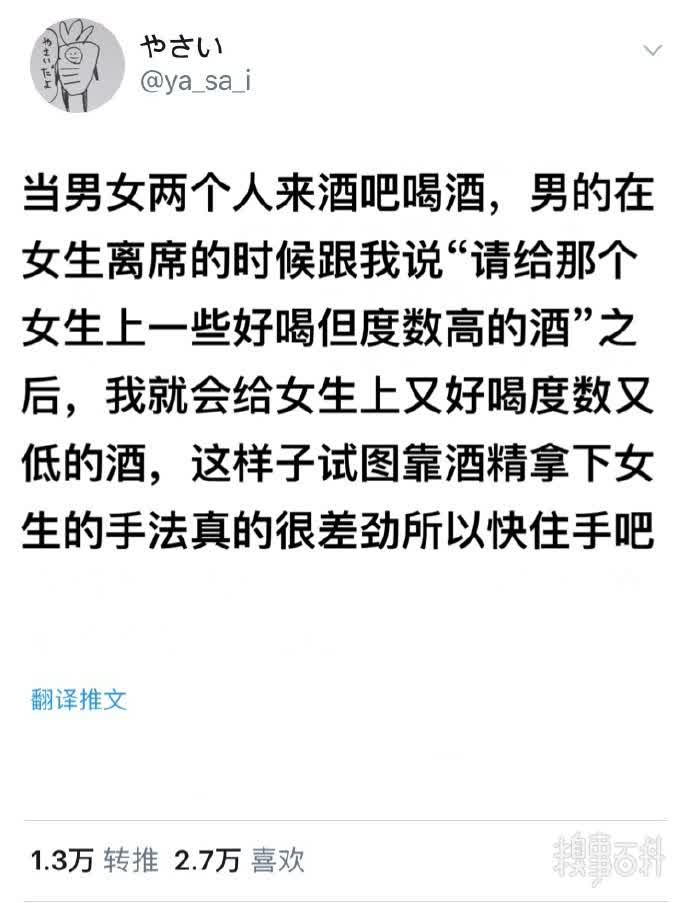 やさい
@ya_sa_i
やさいだよ
当男女两个人来酒吧喝酒，男的在
女生离席的时候跟我说“请给那个
女生上一些好喝但度数高的酒”之
后，我就会给女生上又好喝度数又
低的酒，这样子试图靠酒精拿下女
生的手法真的很差劲所以快住手吧
翻译推文
1.3万 转推 2.7万 喜欢
糗事百科